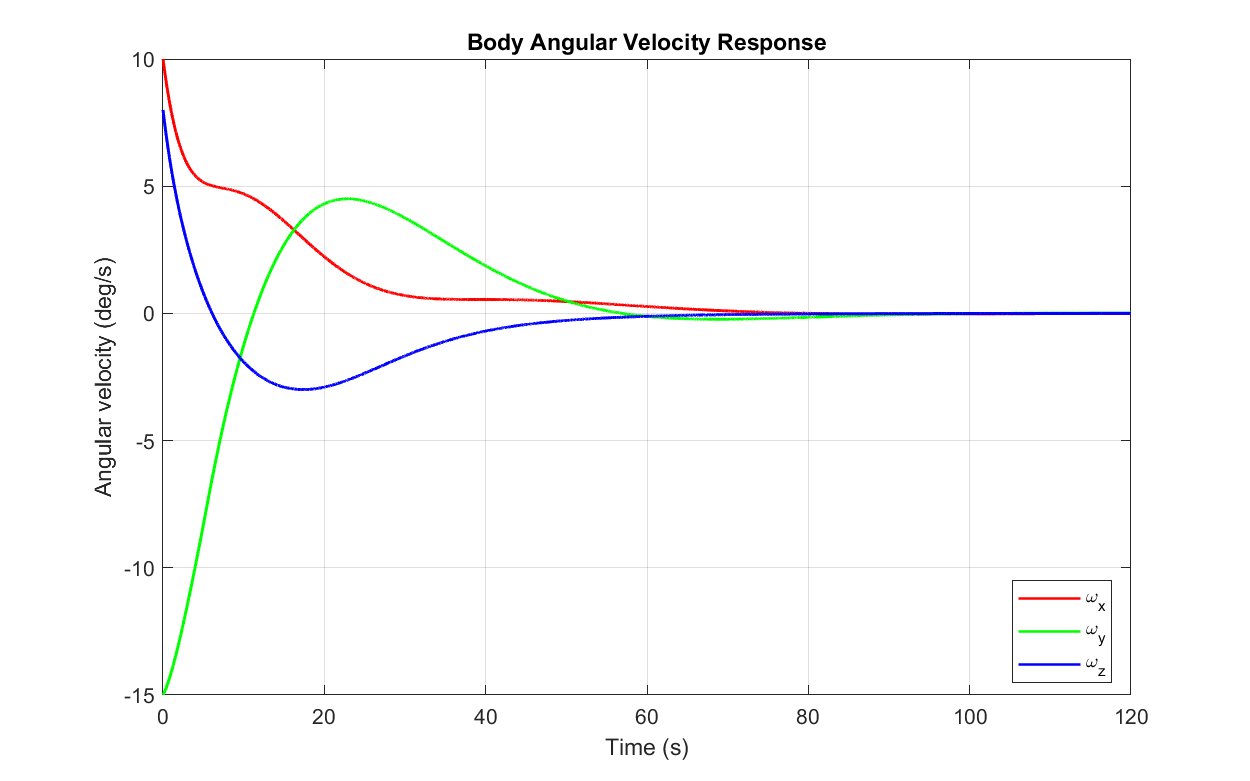 Body Angular Velocity Response
10
5
0
-5
-10
-15
Angular velocity (deg/s)
0 20 40 60 80 100 120
Time (s)
ωx
ωy
ωz